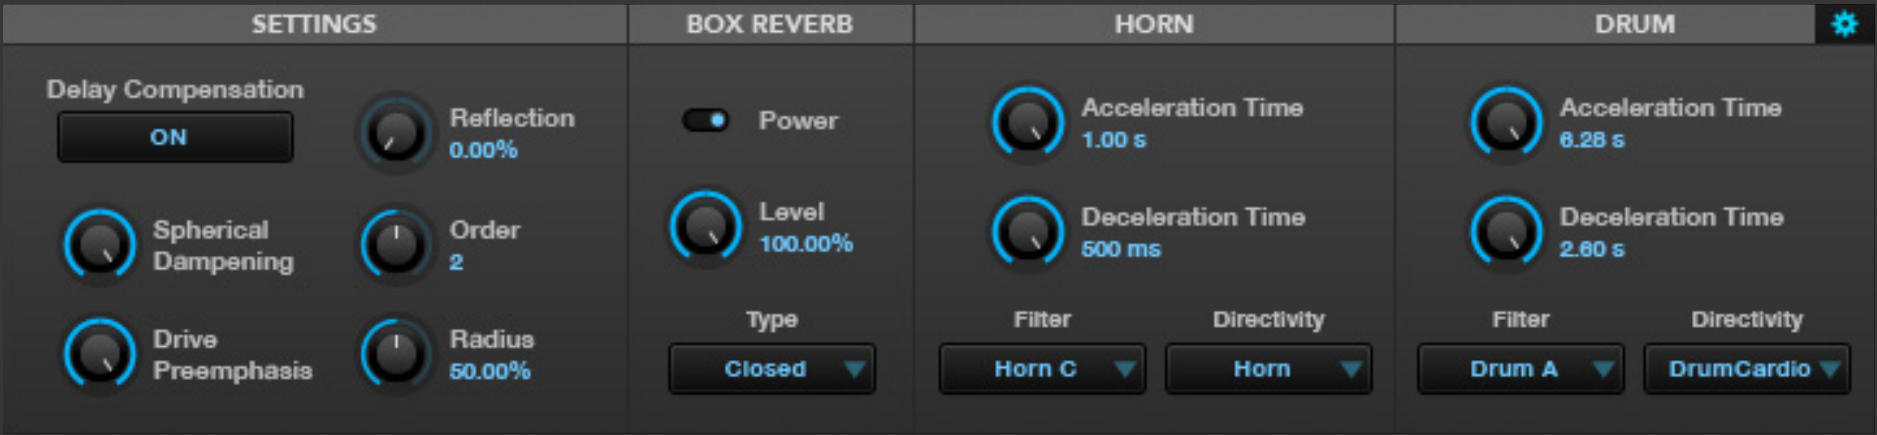 SETTINGS
Delay Compensation
ON
Reflection
0.00%
Spherical
Dampening
Order
2
Drive
Preemphasis
Radius
50.00%
BOX REVERB
Power
Level
100.00%
Type
Closed
HORN
Acceleration Time
1.00 s
Deceleration Time
500 ms
Filter
Directivity
Horn C
Horn
DRUM
Acceleration Time
6.28 s
Deceleration Time
2.60 s
Filter
Directivity
Drum A
DrumCardio